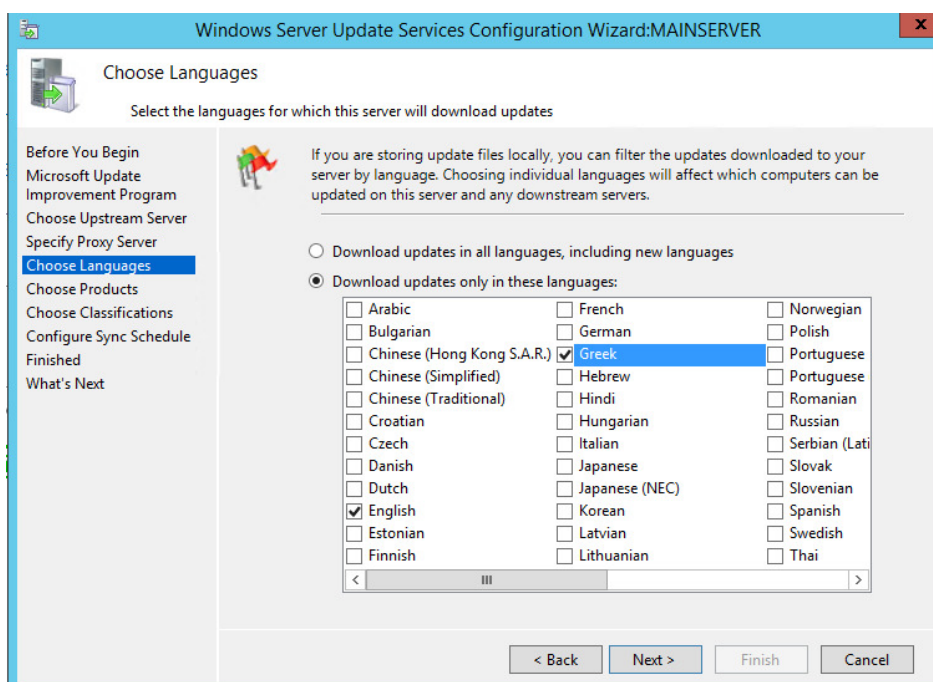 Windows Server Update Services Configuration Wizard:MAINSERVER
x
Choose Languages
Select the languages for which this server will download updates
Before You Begin
Microsoft Update
Improvement Program
Choose Upstream Server
Specify Proxy Server
Choose Languages
Choose Products
Choose Classifications
Configure Sync Schedule
Finished
What's Next
If you are storing update files locally, you can filter the updates downloaded to your
server by language. Choosing individual languages will affect which computers can be
updated on this server and any downstream servers.
Download updates in all languages, including new languages
Download updates only in these languages:
Arabic
Bulgarian
Chinese (Hong Kong S.A.R.)
Chinese (Simplified)
Chinese (Traditional)
Croatian
Czech
Danish
Dutch
English
Estonian
Finnish
French
German
Greek
Hebrew
Hindi
Hungarian
Italian
Japanese
Japanese (NEC)
Korean
Latvian
Lithuanian
Norwegian
Polish
Portuguese
Portuguese
Romanian
Russian
Serbian (Lati
Slovak
Slovenian
Spanish
Swedish
Thai
< Back
Next >
Finish
Cancel